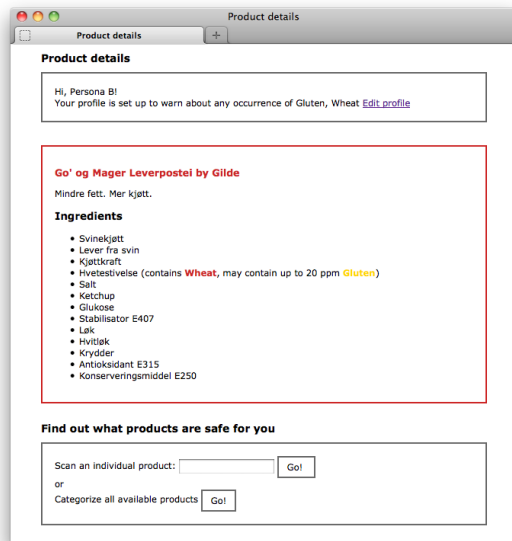 Product details
Product details
Product details
Hi, Persona B!
Your profile is set up to warn about any occurrence of Gluten, Wheat Edit profile
Go' og Mager Leverpostei by Gilde
Mindre fett. Mer kjøtt.
Ingredients
Svinekjøtt
Lever fra svin
Kjøttkraft
Hvetestivelse (contains Wheat, may contain up to 20 ppm Gluten)
Salt
Ketchup
Glukose
Stabilisator E407
Løk
Hvitløk
Krydder
Antioksidant E315
Konserveringsmiddel E250
Find out what products are safe for you
Scan an individual product: Go!
or
Categorize all available products Go!